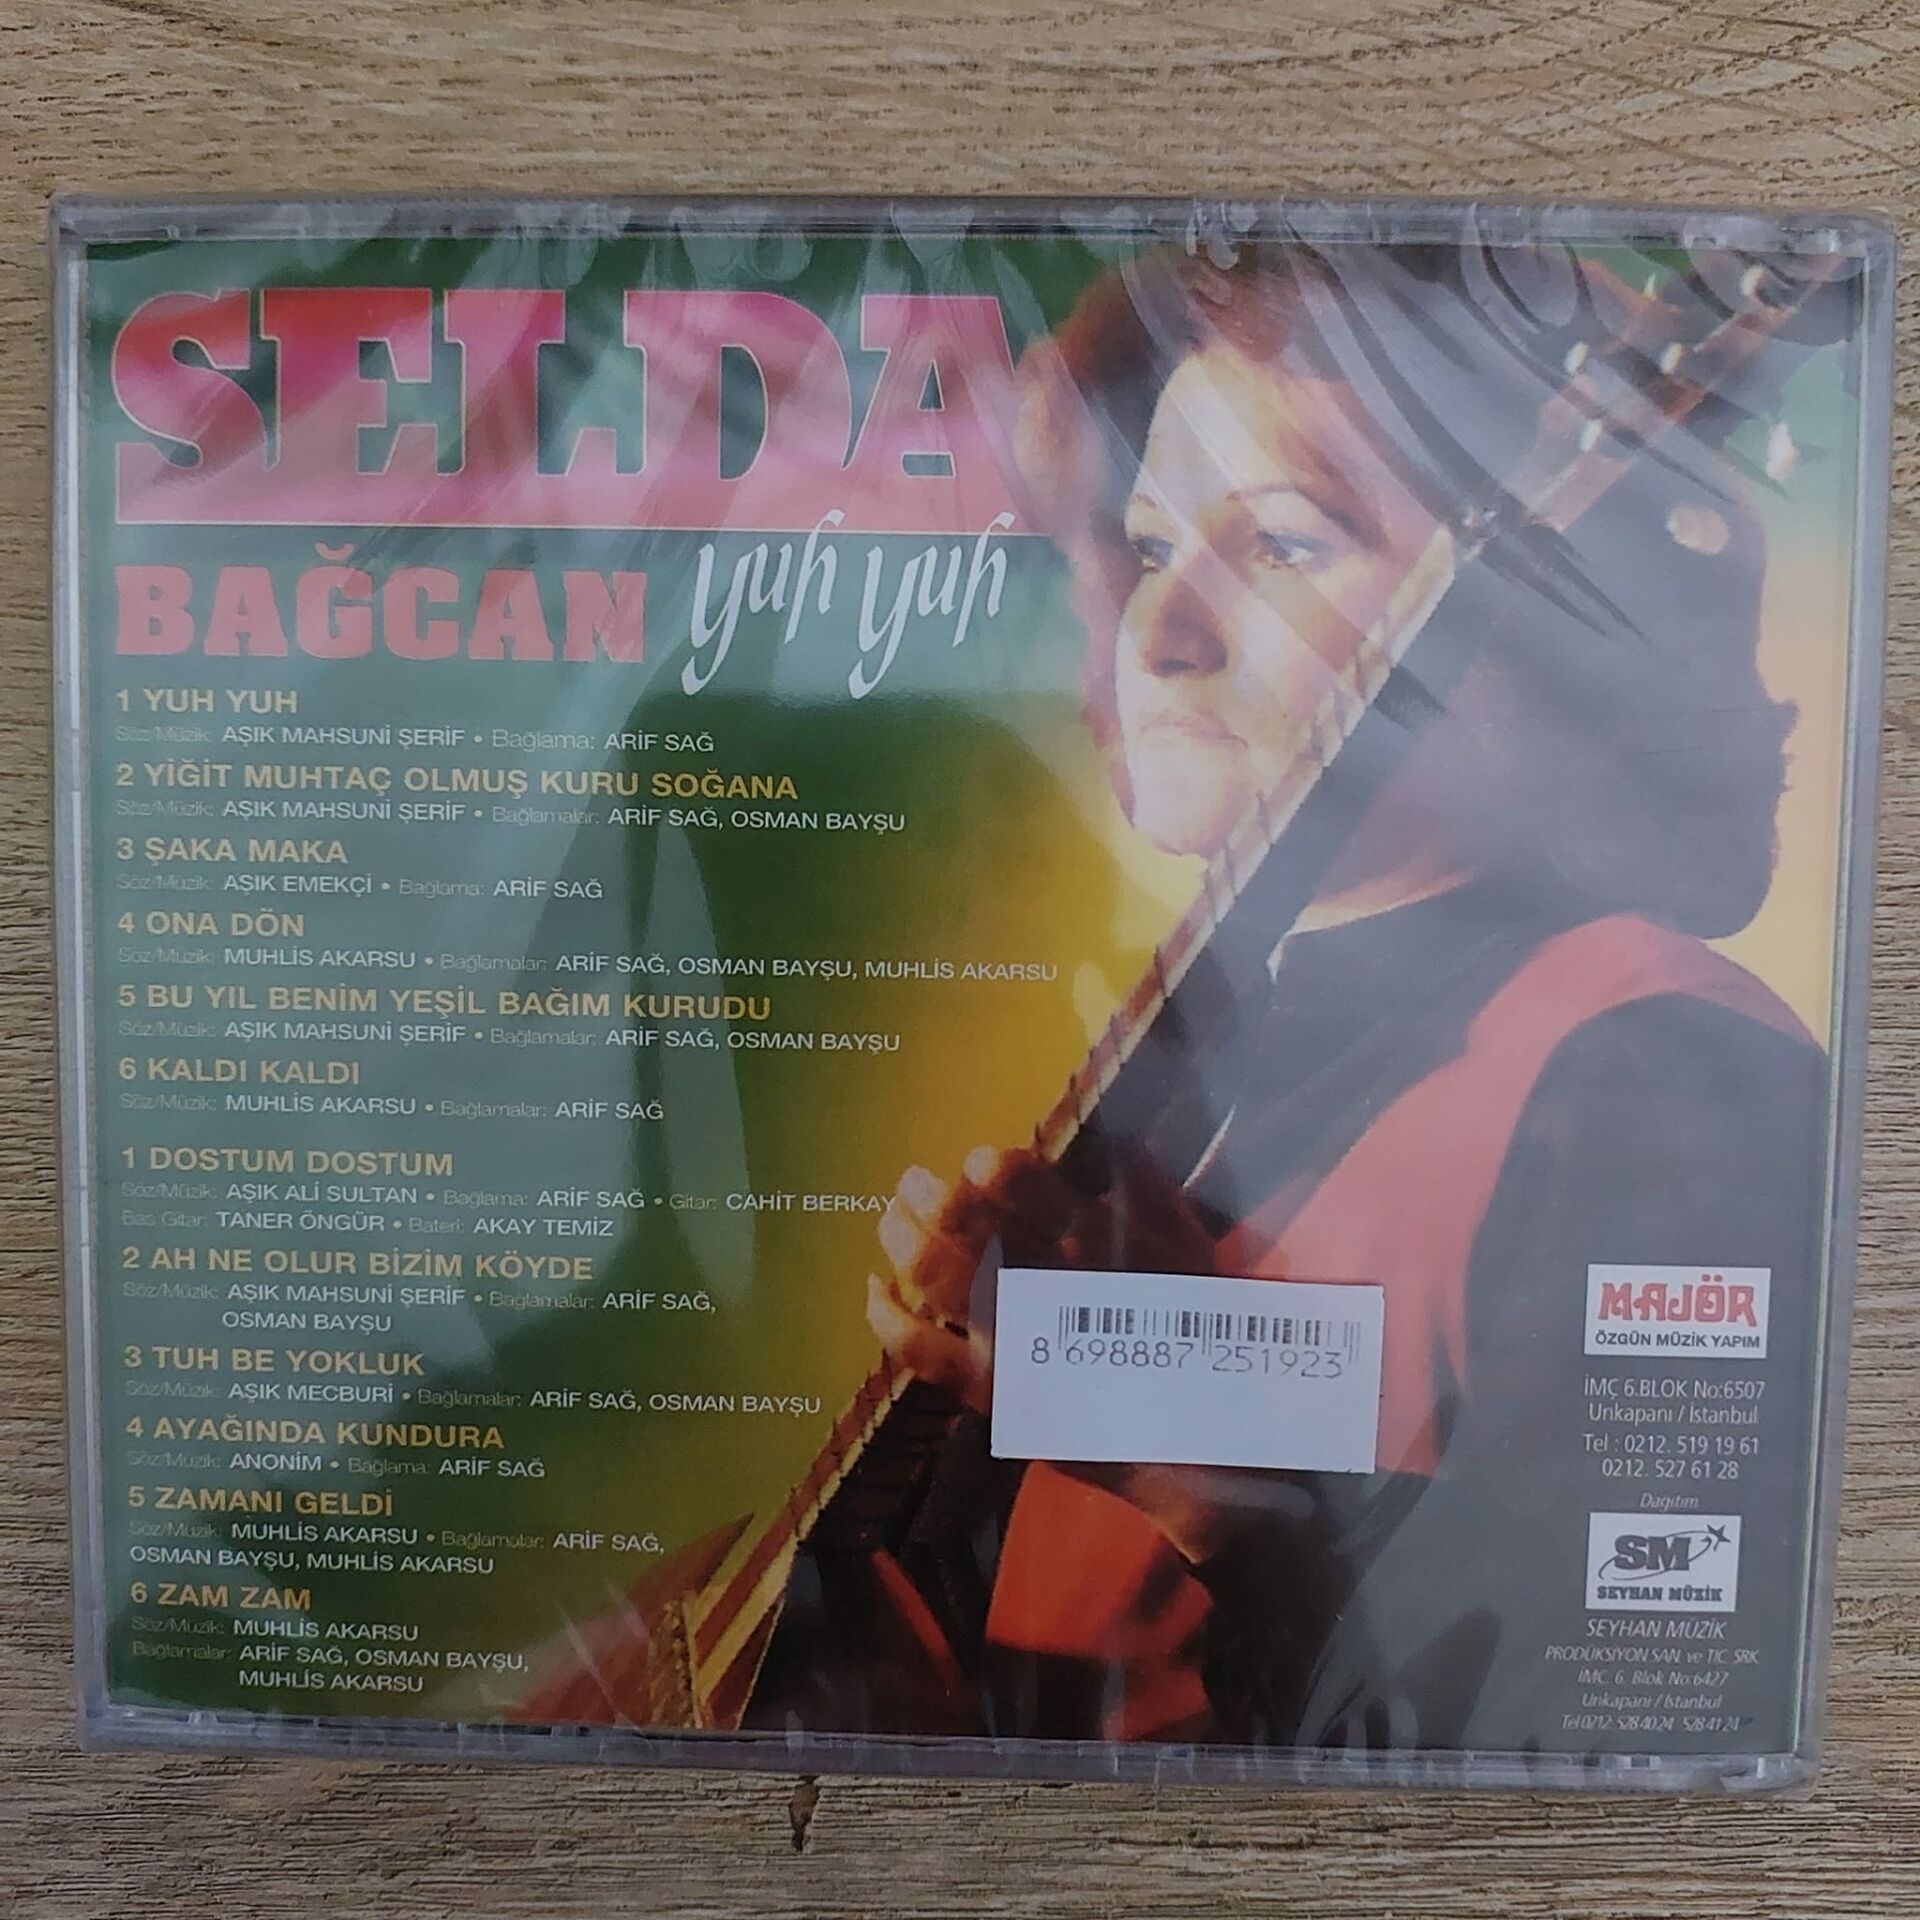 SELDA
BAĞCAN yuh yuh
1 YUH YUH
Söz/Müzik: AŞIK MAHSUNİ ŞERİF • Bağlama: ARİF SAĞ
2 YİĞİT MUHTAÇ OLMUŞ KURU SOĞANA
Söz/Müzik: AŞIK MAHSUNİ ŞERİF • Bağlamalar: ARİF SAĞ, OSMAN BAYŞU
3 ŞAKA MAKA
Söz/Müzik: AŞIK EMEKÇİ • Bağlama: ARİF SAĞ
4 ONA DÖN
Söz/Müzik: MUHLİS AKARSU • Bağlamalar: ARİF SAĞ, OSMAN BAYŞU, MUHLİS AKARSU
5 BU YIL BENİM YEŞİL BAĞIM KURUDU
Söz/Müzik: AŞIK MAHSUNİ ŞERİF • Bağlamalar: ARİF SAĞ, OSMAN BAYŞU
6 KALDI KALDI
Söz/Müzik: MUHLİS AKARSU • Bağlamalar: ARİF SAĞ
1 DOSTUM DOSTUM
Söz/Müzik: AŞIK ALİ SULTAN • Bağlama: ARİF SAĞ • Gitar: CAHİT BERKAY
Bas Gitar: TANER ÖNGÜR • Bateri: AKAY TEMİZ
2 AH NE OLUR BİZİM KÖYDE
Söz/Müzik: AŞIK MAHSUNİ ŞERİF • Bağlamalar: ARİF SAĞ,
OSMAN BAYŞU
3 TUH BE YOKLUK
Söz/Müzik: AŞIK MECBURİ • Bağlamalar: ARİF SAĞ, OSMAN BAYŞU
4 AYAĞINDA KUNDURA
Söz/Müzik: ANONİM • Bağlama: ARİF SAĞ
5 ZAMANI GELDİ
Söz/Müzik: MUHLİS AKARSU • Bağlamalar: ARİF SAĞ,
OSMAN BAYŞU, MUHLİS AKARSU
6 ZAM ZAM
Söz/Müzik: MUHLİS AKARSU
Bağlamalar: ARİF SAĞ, OSMAN BAYŞU,
MUHLİS AKARSU
8 698887 251923
MAJÖR
ÖZGÜN MÜZİK YAPIM
İMÇ 6.BLOK No:6507
Unkapanı / İstanbul
Tel : 0212. 519 19 61
0212. 527 61 28
Dağıtım
SM
SEYHAN MÜZİK
SEYHAN MÜZİK
PRODÜKSİYON SAN. ve TİC. SRK
İMÇ. 6. Blok No:6427
Unkapanı / İstanbul
Tel 0212. 528 40 24 528 41 24